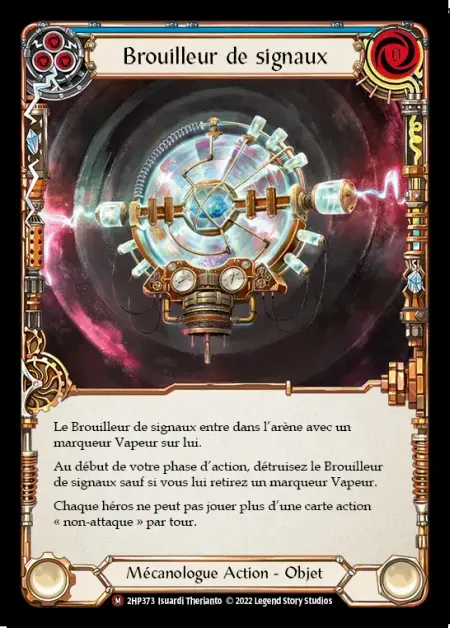 Brouilleur de signaux
0
Le Brouilleur de signaux entre dans l'arène avec un
marqueur Vapeur sur lui.
Au début de votre phase d'action, détruisez le Brouilleur
de signaux sauf si vous lui retirez un marqueur Vapeur.
Chaque héros ne peut pas jouer plus d'une carte action
« non-attaque » par tour.
Mécanologue Action - Objet
M 2HP373 Isuardi Therianto © 2022 Legend Story Studios